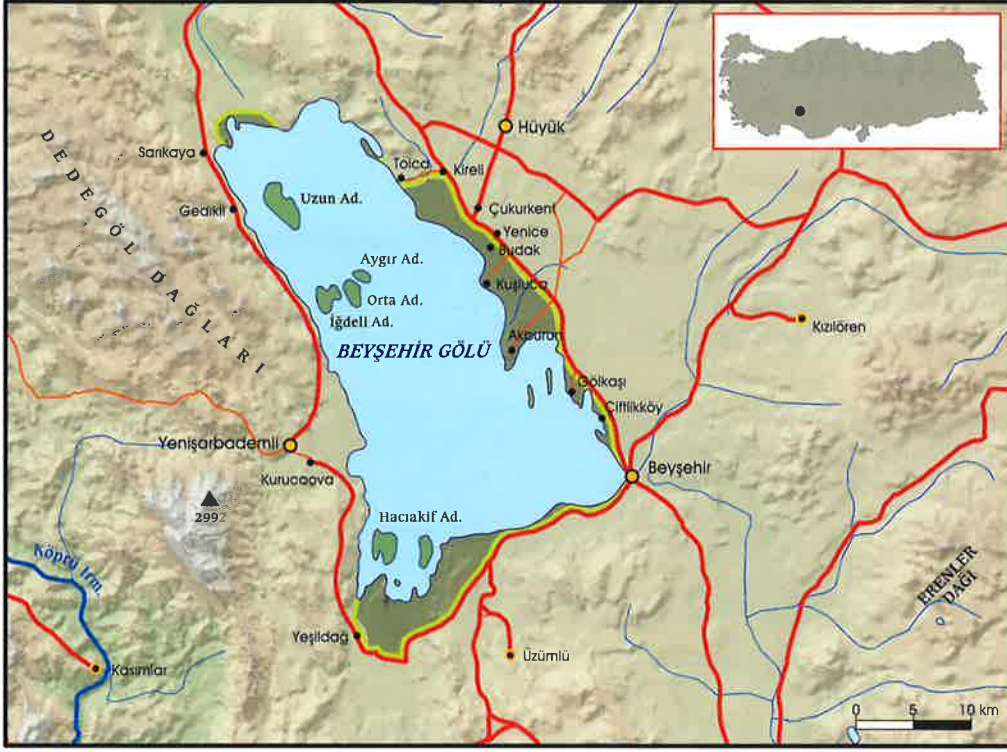 Hüyük
Sarıkaya
Tolca
Kireli
DEDEGÖL DAĞLARI
Uzun Ad.
Gedikli
Çukurkent
Yenice
Budak
Aygır Ad.
Kuşluca
Orta Ad.
İğdeli Ad.
Kızılören
BEYŞEHİR GÖLÜ
Akburun
Gölkaşı
Çiftlikköy
Yenişarbademli
Beyşehir
Kurucaova
2992
Hacıakif Ad.
Köprü Irm.
ERENLER
DAĞI
Yeşildağ
Üzümlü
Kasımlar
0 5 10 km